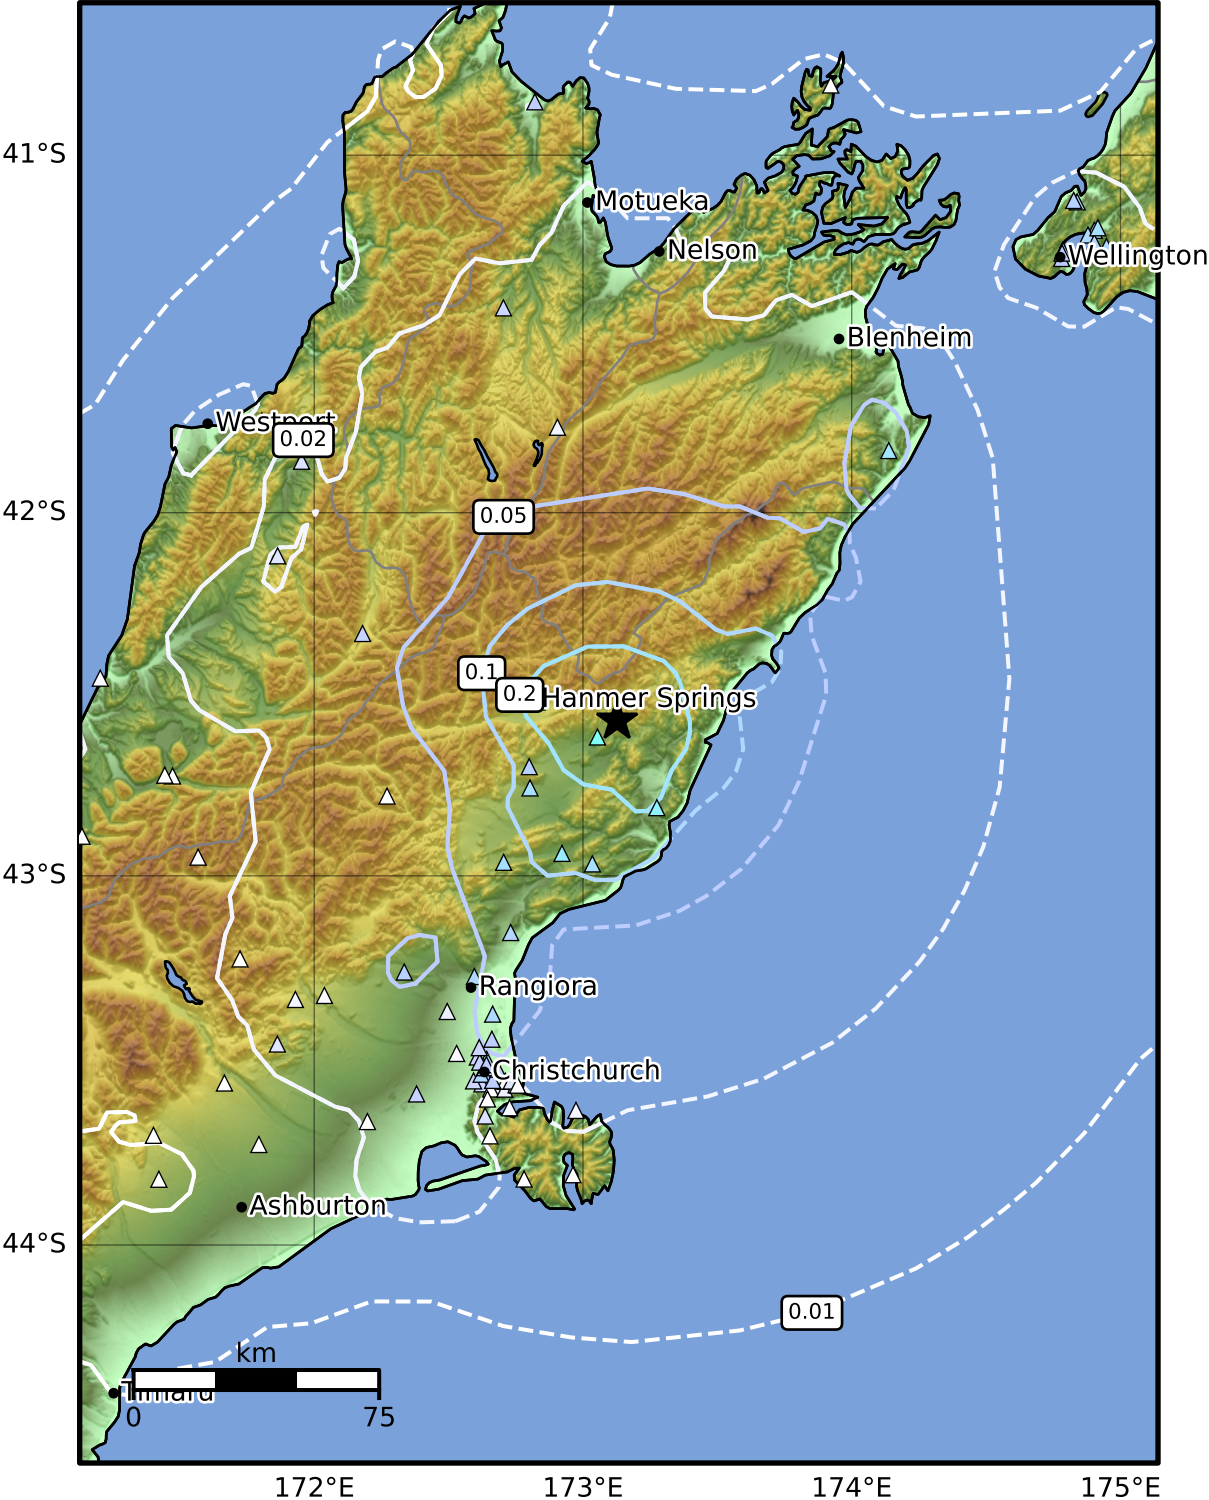 41°S
Motueka
Nelson
Wellington
Blenheim
Westport
0.02
42°S
0.05
0.1
0.2
Hanmer Springs
43°S
Rangiora
Christchurch
Ashburton
44°S
0.01
km
Timaru
0
75
172°E
173°E
174°E
175°E